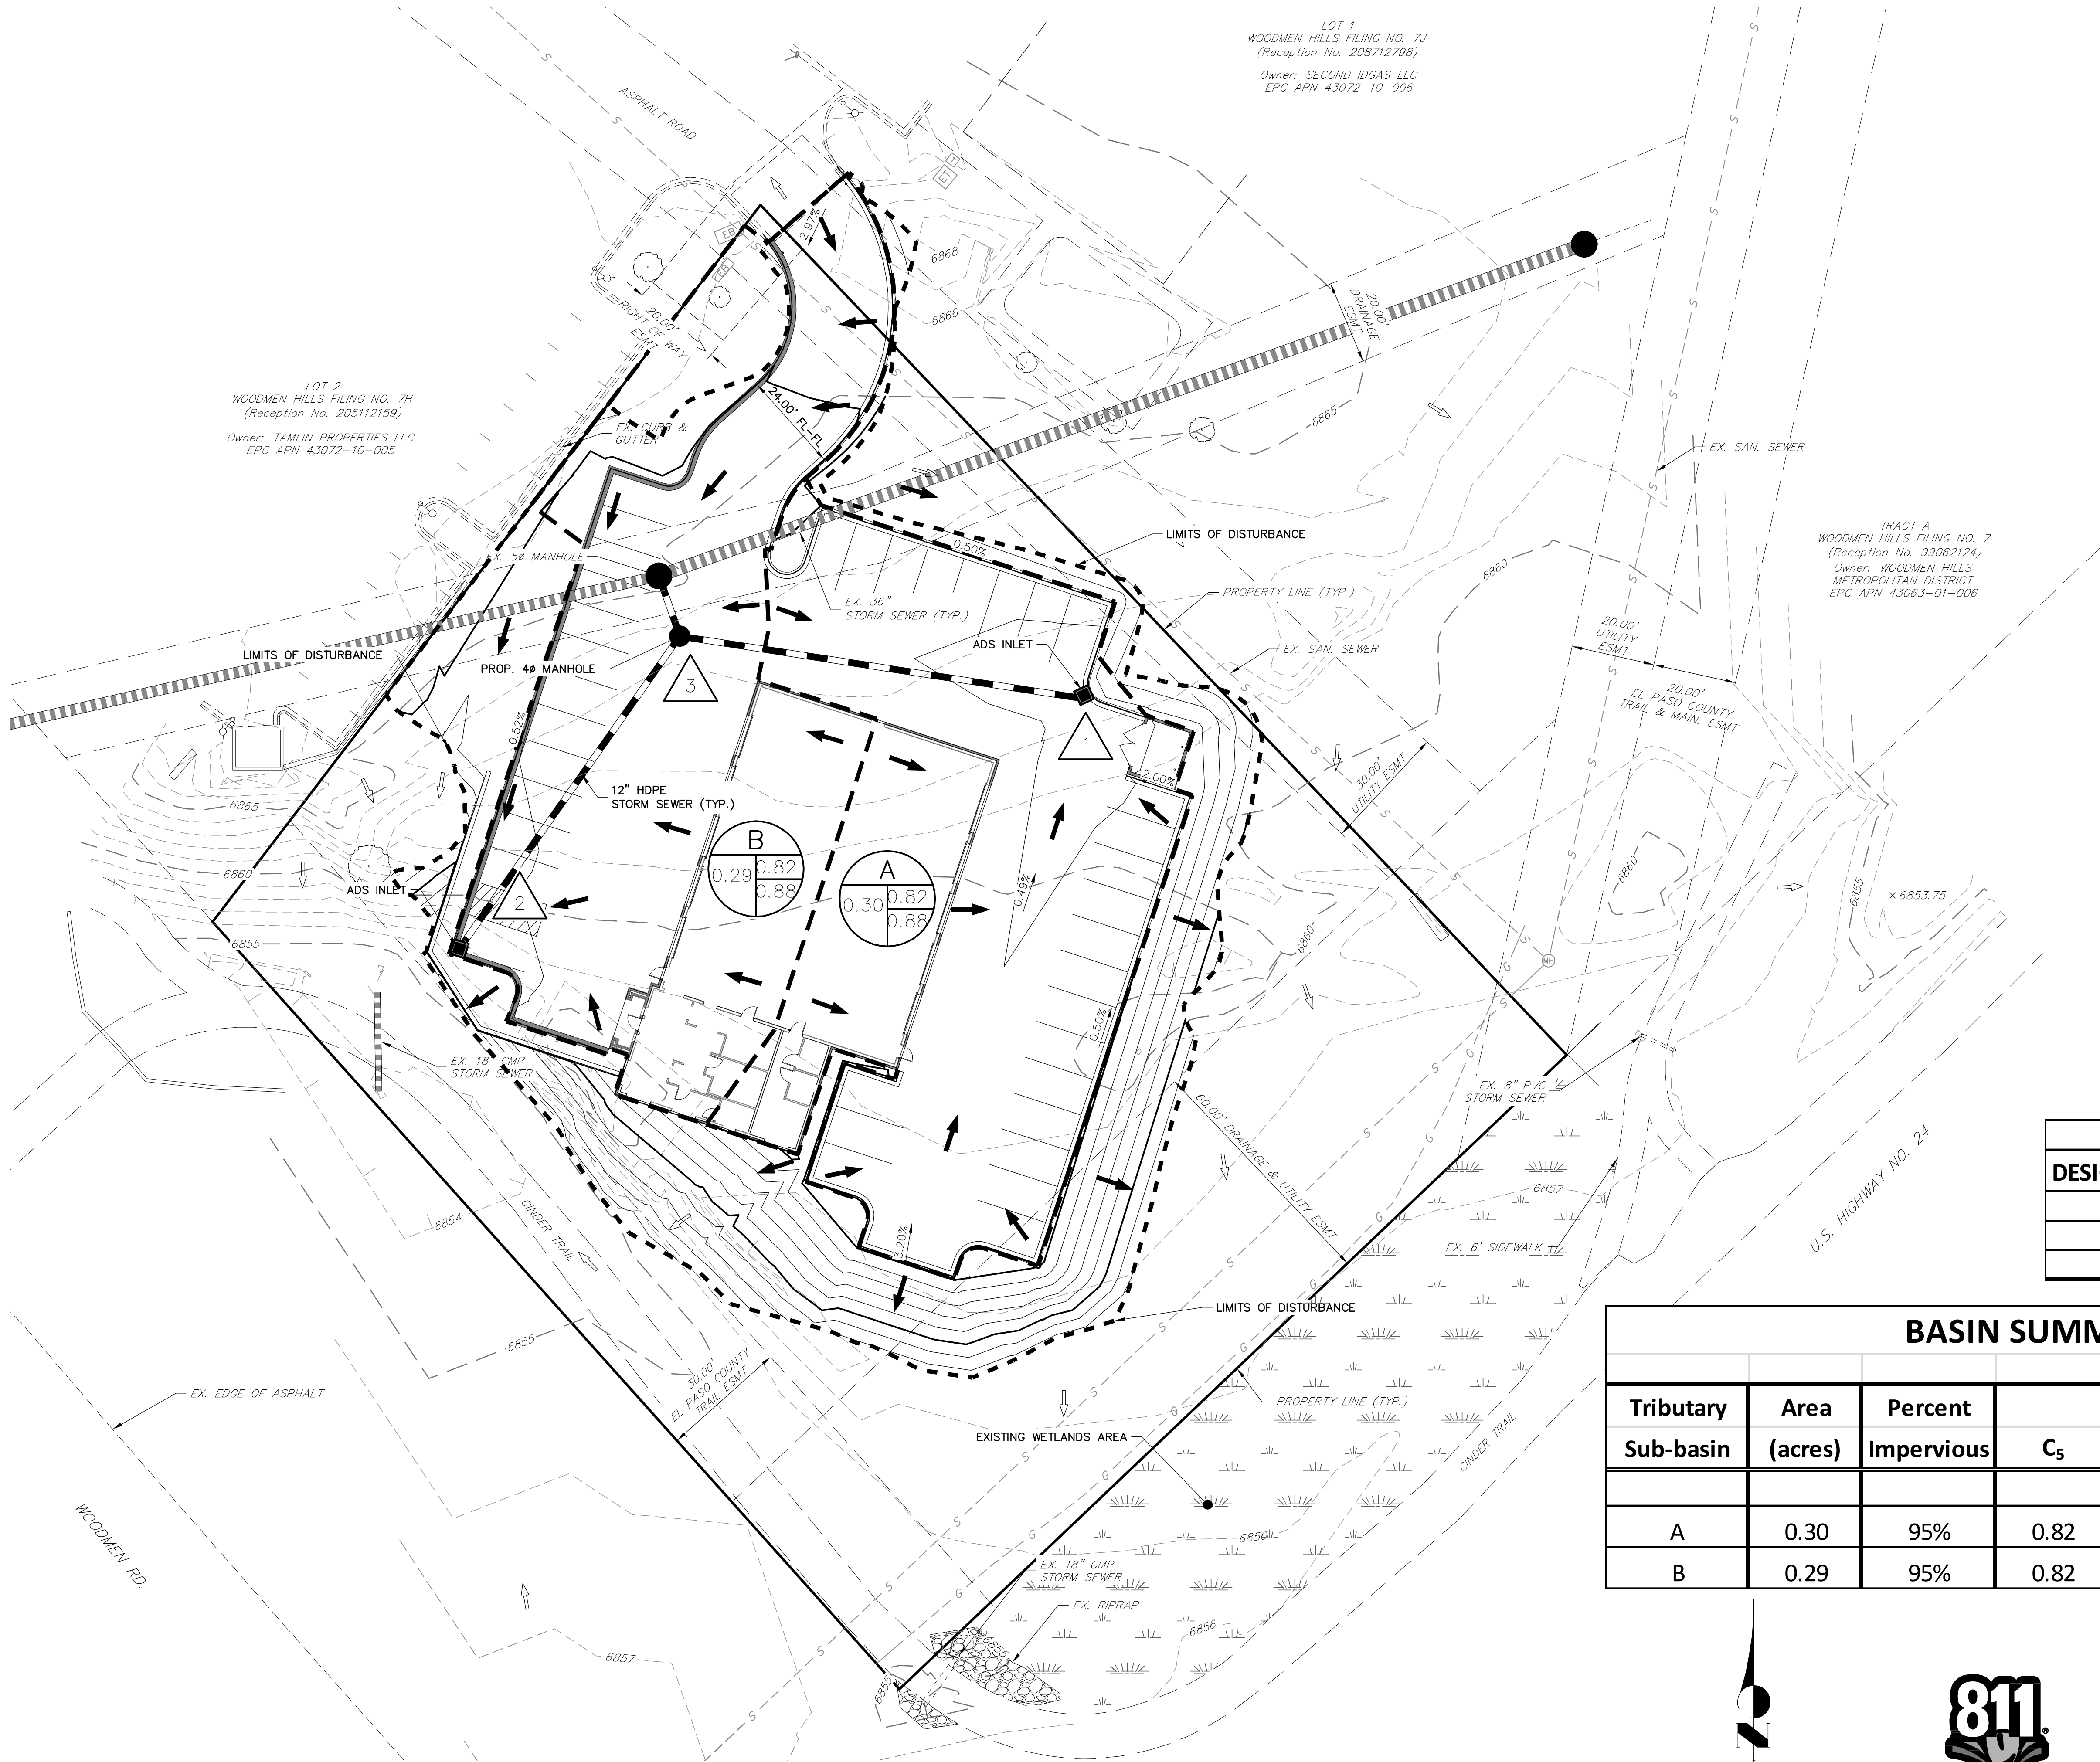 LOT 1
WOODMEN HILLS FILING NO. 7J
(Reception No. 208712798)
Owner: SECOND IDGAS LLC
EPC APN 43072-10-006
ASPHALT ROAD
S
S
S
S
ET
T
EB
EB
2.97%
6868
6866
20.00'
RIGHT OF WAY
ESMT
20.00'
DRAINAGE
ESMT
LOT 2
WOODMEN HILLS FILING NO. 7H
(Reception No. 205112159)
Owner: TAMLIN PROPERTIES LLC
EPC APN 43072-10-005
EX. CURB &
GUTTER
24.00' FL-FL
6865
EX. SAN. SEWER
TRACT A
WOODMEN HILLS FILING NO. 7
(Reception No. 99062124)
Owner: WOODMEN HILLS
METROPOLITAN DISTRICT
EPC APN 43063-01-006
LIMITS OF DISTURBANCE
0.50%
EX. 5ø MANHOLE
6860
EX. 36"
STORM SEWER (TYP.)
PROPERTY LINE (TYP.)
20.00'
UTILITY
ESMT
LIMITS OF DISTURBANCE
PROP. 4ø MANHOLE
ADS INLET
EX. SAN. SEWER
3
20.00'
EL PASO COUNTY
TRAIL & MAIN. ESMT
0.52%
1
2.00%
30.00'
UTILITY ESMT
12" HDPE
STORM SEWER (TYP.)
6865
6860
ADS INLET
2
B
0.29
0.82
0.88
A
0.30
0.82
0.88
0.49%
6860
6855
×6853.75
6855
6860
MH
G
S
0.50%
EX. 18" CMP
STORM SEWER
EX. 8" PVC
STORM SEWER
60.00' DRAINAGE & UTILITY ESMT
U.S. HIGHWAY NO. 24
6857
6854
CINDER TRAIL
3.20%
EX. 6' SIDEWALK
LIMITS OF DISTURBANCE
6855
30.00'
EL PASO COUNTY
TRAIL ESMT
EX. EDGE OF ASPHALT
PROPERTY LINE (TYP.)
EXISTING WETLANDS AREA
CINDER TRAIL
WOODMEN RD.
6856
EX. 18" CMP
STORM SEWER
EX. RIPRAP
6856
6855
6857
6855
BASIN SUMM
Tributary Area Percent
Sub-basin (acres) Impervious C₅
A 0.30 95% 0.82
B 0.29 95% 0.82
N
811